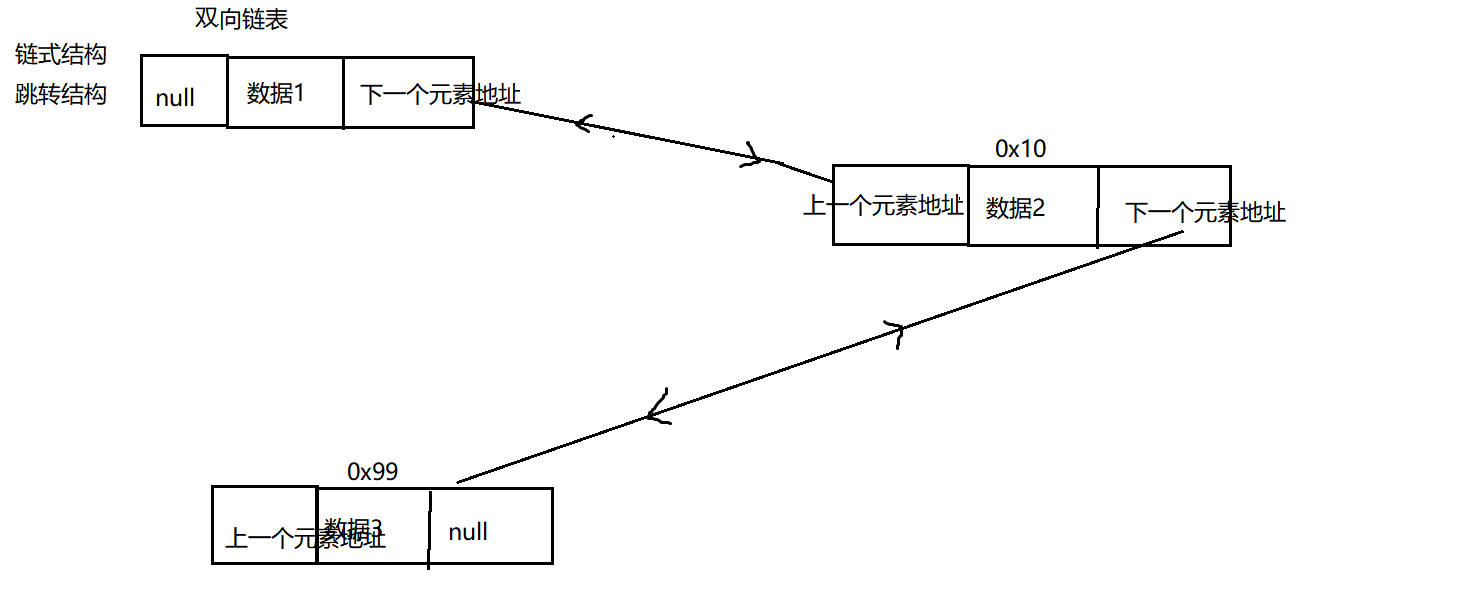 双向链表
链式结构
跳转结构
null
数据1
下一个元素地址
0x10
上一个元素地址
数据2
下一个元素地址
0x99
上一个元素地址
数据3
null